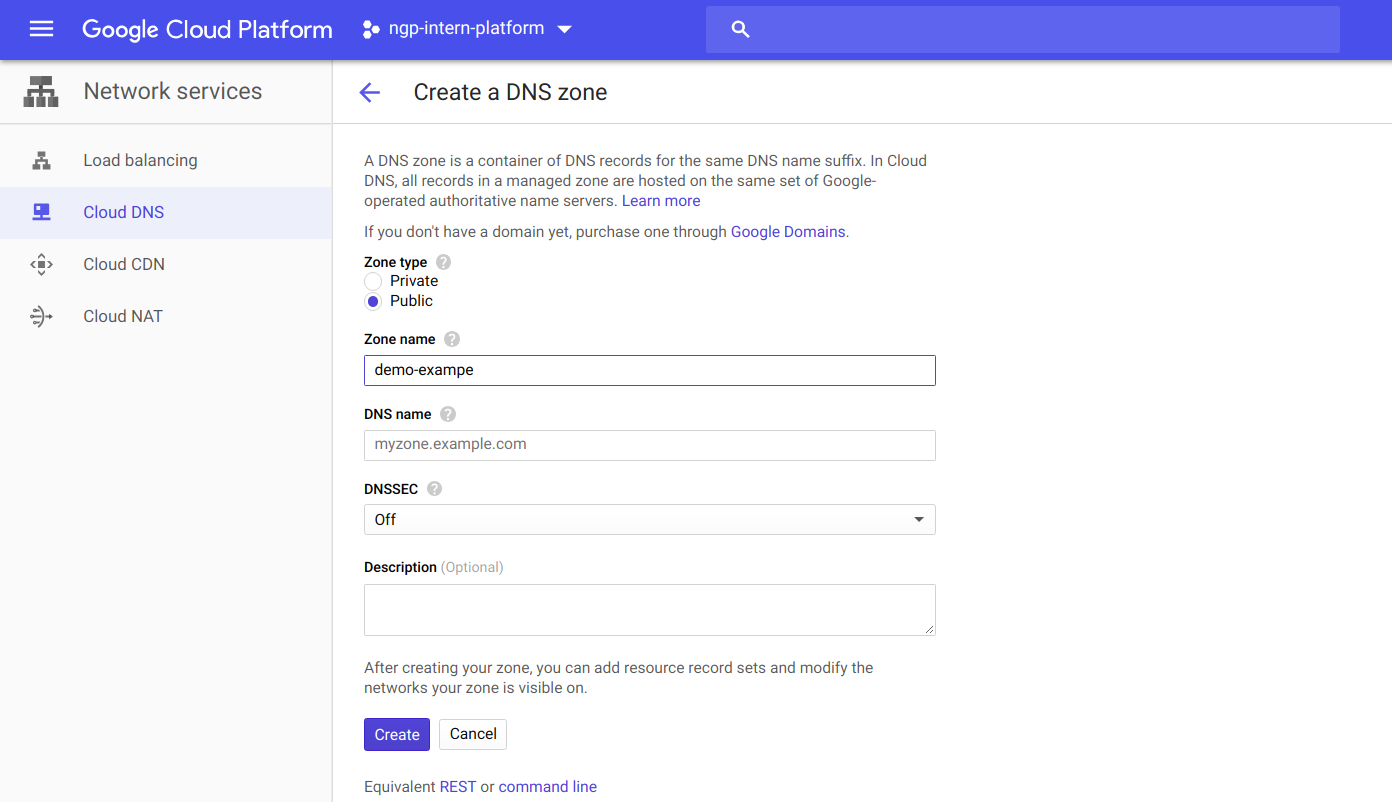 Google Cloud Platform
ngp-intern-platform
Network services
Create a DNS zone
Load balancing
Cloud DNS
Cloud CDN
Cloud NAT
A DNS zone is a container of DNS records for the same DNS name suffix. In Cloud
DNS, all records in a managed zone are hosted on the same set of Google-
operated authoritative name servers. Learn more
If you don't have a domain yet, purchase one through Google Domains.
Zone type ?
Private
Public
Zone name ?
demo-exampe
DNS name ?
myzone.example.com
DNSSEC ?
Off
Description (Optional)
After creating your zone, you can add resource record sets and modify the
networks your zone is visible on.
Create Cancel
Equivalent REST or command line